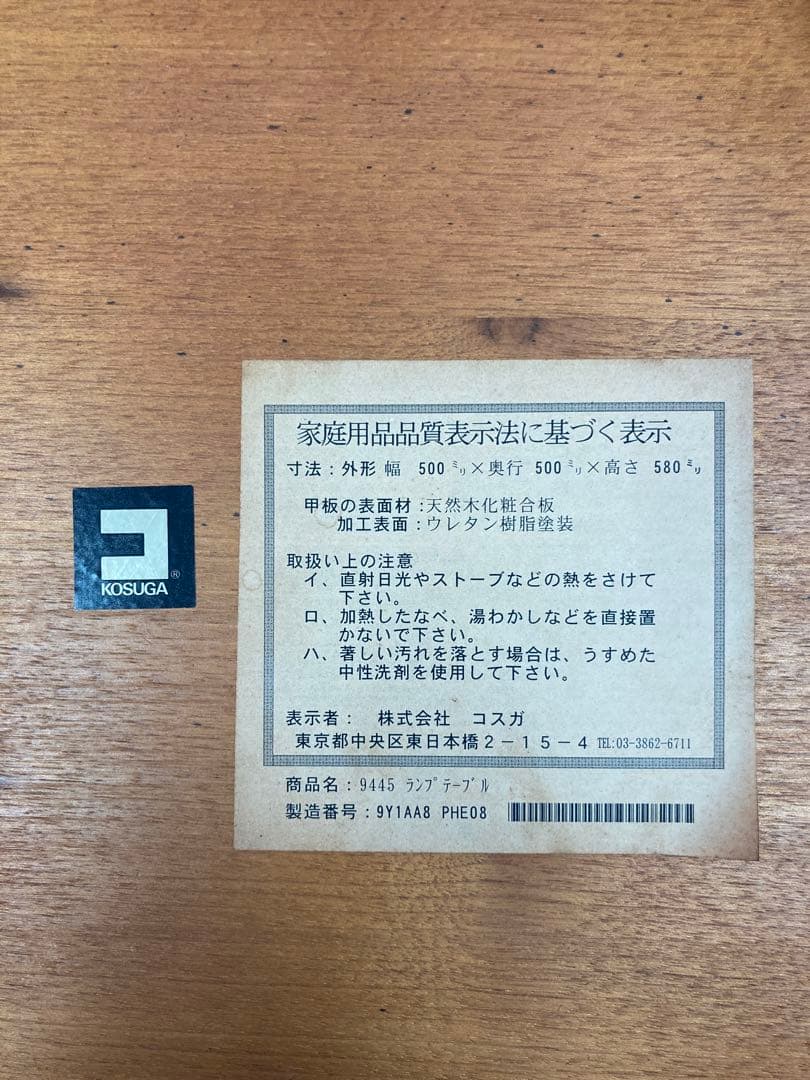 コ
KOSUGA®
家庭用品品質表示法に基づく表示
寸法：外形 幅 500㍉×奥行 500㍉×高さ 580㍉
甲板の表面材：天然木化粧合板
加工表面：ウレタン樹脂塗装
取扱い上の注意
イ、直射日光やストーブなどの熱をさけて
下さい。
ロ、加熱したなべ、湯わかしなどを直接置
かないで下さい。
ハ、著しい汚れを落とす場合は、うすめた
中性洗剤を使用して下さい。
表示者： 株式会社 コスガ
東京都中央区東日本橋２－１５－４ TEL:03-3862-6711
商品名：9445 ﾗﾝﾌﾟﾃｰﾌﾞﾙ
製造番号：9Y1AA8 PHE08